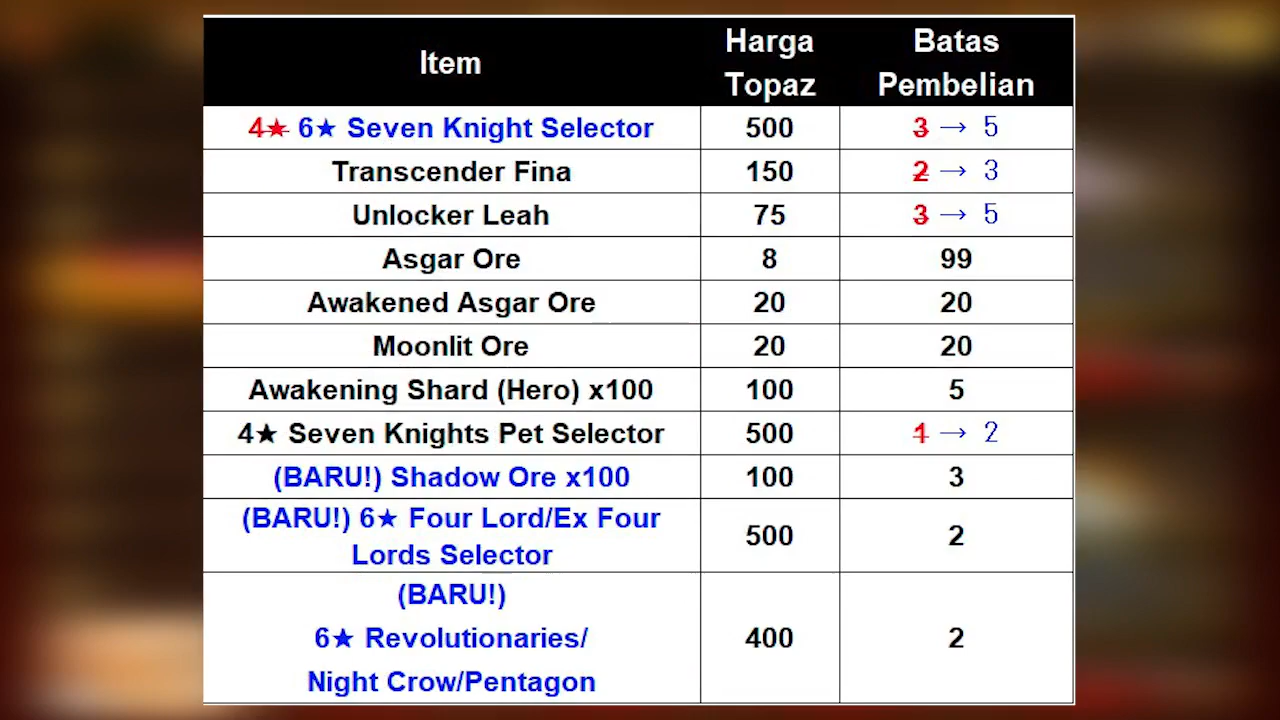 Item Harga Topaz Batas Pembelian
4★ 6★ Seven Knight Selector 500 3 → 5
Transcender Fina 150 2 → 3
Unlocker Leah 75 3 → 5
Asgar Ore 8 99
Awakened Asgar Ore 20 20
Moonlit Ore 20 20
Awakening Shard (Hero) x100 100 5
4★ Seven Knights Pet Selector 500 1 → 2
(BARU!) Shadow Ore x100 100 3
(BARU!) 6★ Four Lord/Ex Four
Lords Selector 500 2
(BARU!)
6★ Revolutionaries/ 400 2
Night Crow/Pentagon